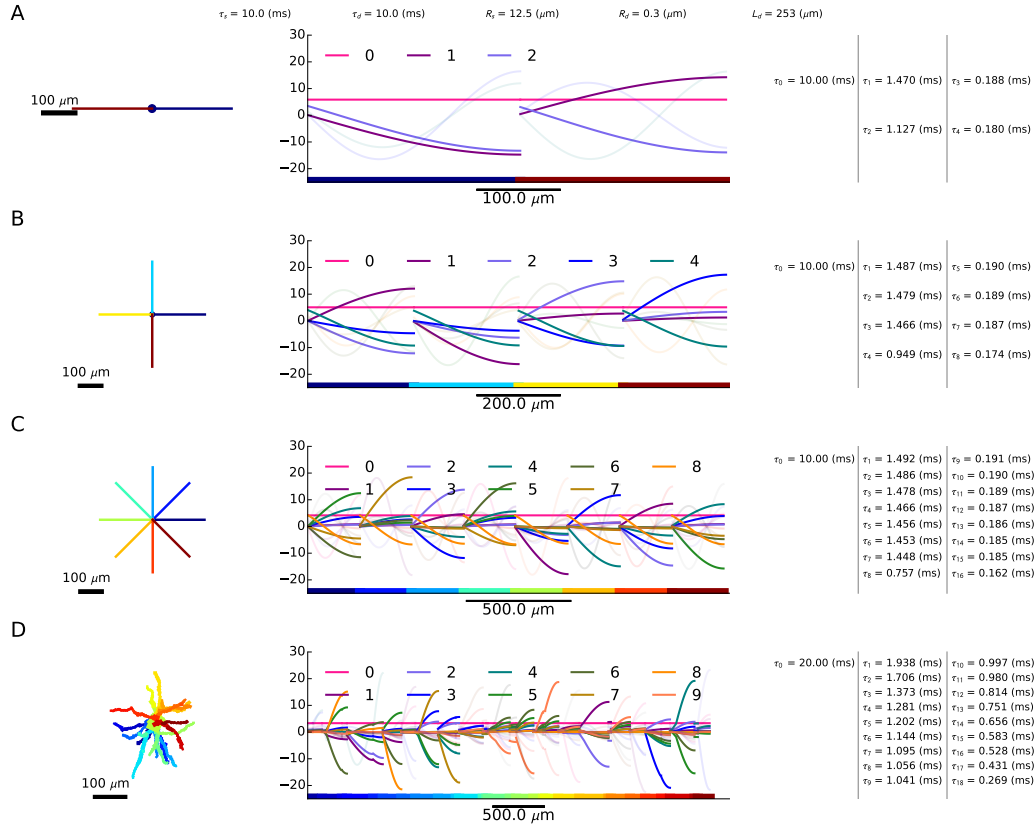 A
τs = 10.0 (ms) τd = 10.0 (ms) Rs = 12.5 (μm) Rd = 0.3 (μm) Ld = 253 (μm)
30
20
10
0
−10
−20
0 1 2
100 μm
100.0 μm
τ0 = 10.00 (ms) τ1 = 1.470 (ms) τ3 = 0.188 (ms)
τ2 = 1.127 (ms) τ4 = 0.180 (ms)
B
30
20
10
0
−10
−20
0 1 2 3 4
100 μm
200.0 μm
τ0 = 10.00 (ms) τ1 = 1.487 (ms) τ5 = 0.190 (ms)
τ2 = 1.479 (ms) τ6 = 0.189 (ms)
τ3 = 1.466 (ms) τ7 = 0.187 (ms)
τ4 = 0.949 (ms) τ8 = 0.174 (ms)
C
30
20
10
0
−10
−20
0 2 4 6 8
1 3 5 7
100 μm
500.0 μm
τ0 = 10.00 (ms) τ1 = 1.492 (ms) τ9 = 0.191 (ms)
τ2 = 1.486 (ms) τ10 = 0.190 (ms)
τ3 = 1.478 (ms) τ11 = 0.189 (ms)
τ4 = 1.466 (ms) τ12 = 0.187 (ms)
τ5 = 1.456 (ms) τ13 = 0.186 (ms)
τ6 = 1.453 (ms) τ14 = 0.185 (ms)
τ7 = 1.448 (ms) τ15 = 0.185 (ms)
τ8 = 0.757 (ms) τ16 = 0.162 (ms)
D
30
20
10
0
−10
−20
0 2 4 6 8
1 3 5 7 9
100 μm
500.0 μm
τ0 = 20.00 (ms) τ1 = 1.938 (ms) τ10 = 0.997 (ms)
τ2 = 1.706 (ms) τ11 = 0.980 (ms)
τ3 = 1.373 (ms) τ12 = 0.814 (ms)
τ4 = 1.281 (ms) τ13 = 0.751 (ms)
τ5 = 1.202 (ms) τ14 = 0.656 (ms)
τ6 = 1.144 (ms) τ15 = 0.583 (ms)
τ7 = 1.095 (ms) τ16 = 0.528 (ms)
τ8 = 1.056 (ms) τ17 = 0.431 (ms)
τ9 = 1.041 (ms) τ18 = 0.269 (ms)